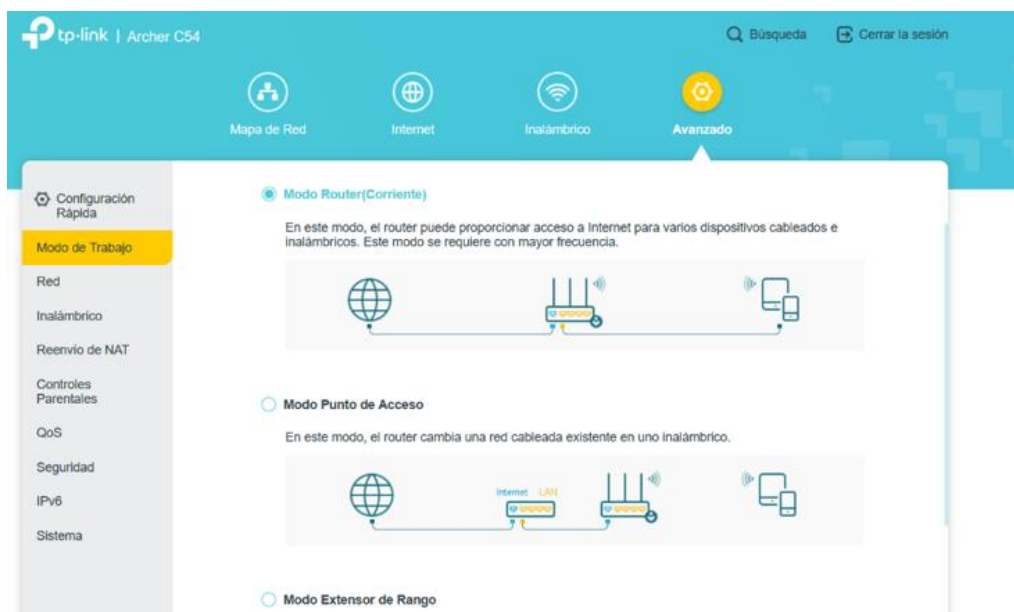 tp-link | Archer C54
Búsqueda
Cerrar la sesión
Mapa de Red
Internet
Inalámbrico
Avanzado
Configuración
Rápida
Modo de Trabajo
Red
Inalámbrico
Reenvío de NAT
Controles
Parentales
QoS
Seguridad
IPv6
Sistema
Modo Router(Corriente)
En este modo, el router puede proporcionar acceso a Internet para varios dispositivos cableados e
inalámbricos. Este modo se requiere con mayor frecuencia.
Modo Punto de Acceso
En este modo, el router cambia una red cableada existente en uno inalámbrico.
Internet LAN
Modo Extensor de Rango